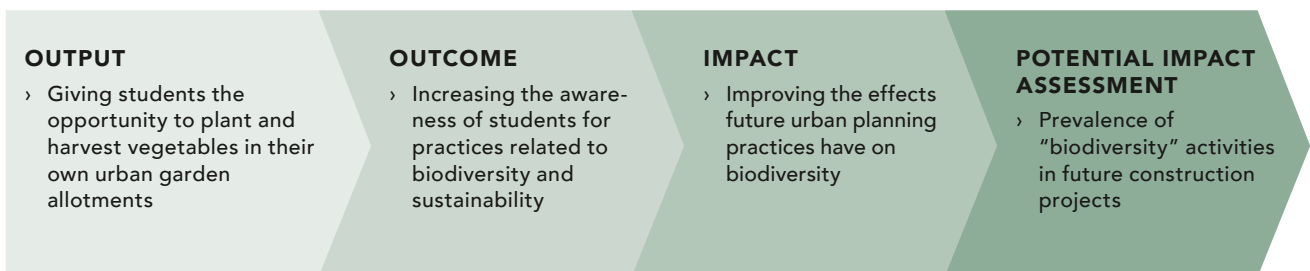 OUTPUT
› Giving students the
opportunity to plant and
harvest vegetables in their
own urban garden
allotments
OUTCOME
› Increasing the aware-
ness of students for
practices related to
biodiversity and
sustainability
IMPACT
› Improving the effects
future urban planning
practices have on
biodiversity
POTENTIAL IMPACT
ASSESSMENT
› Prevalence of
“biodiversity” activities
in future construction
projects